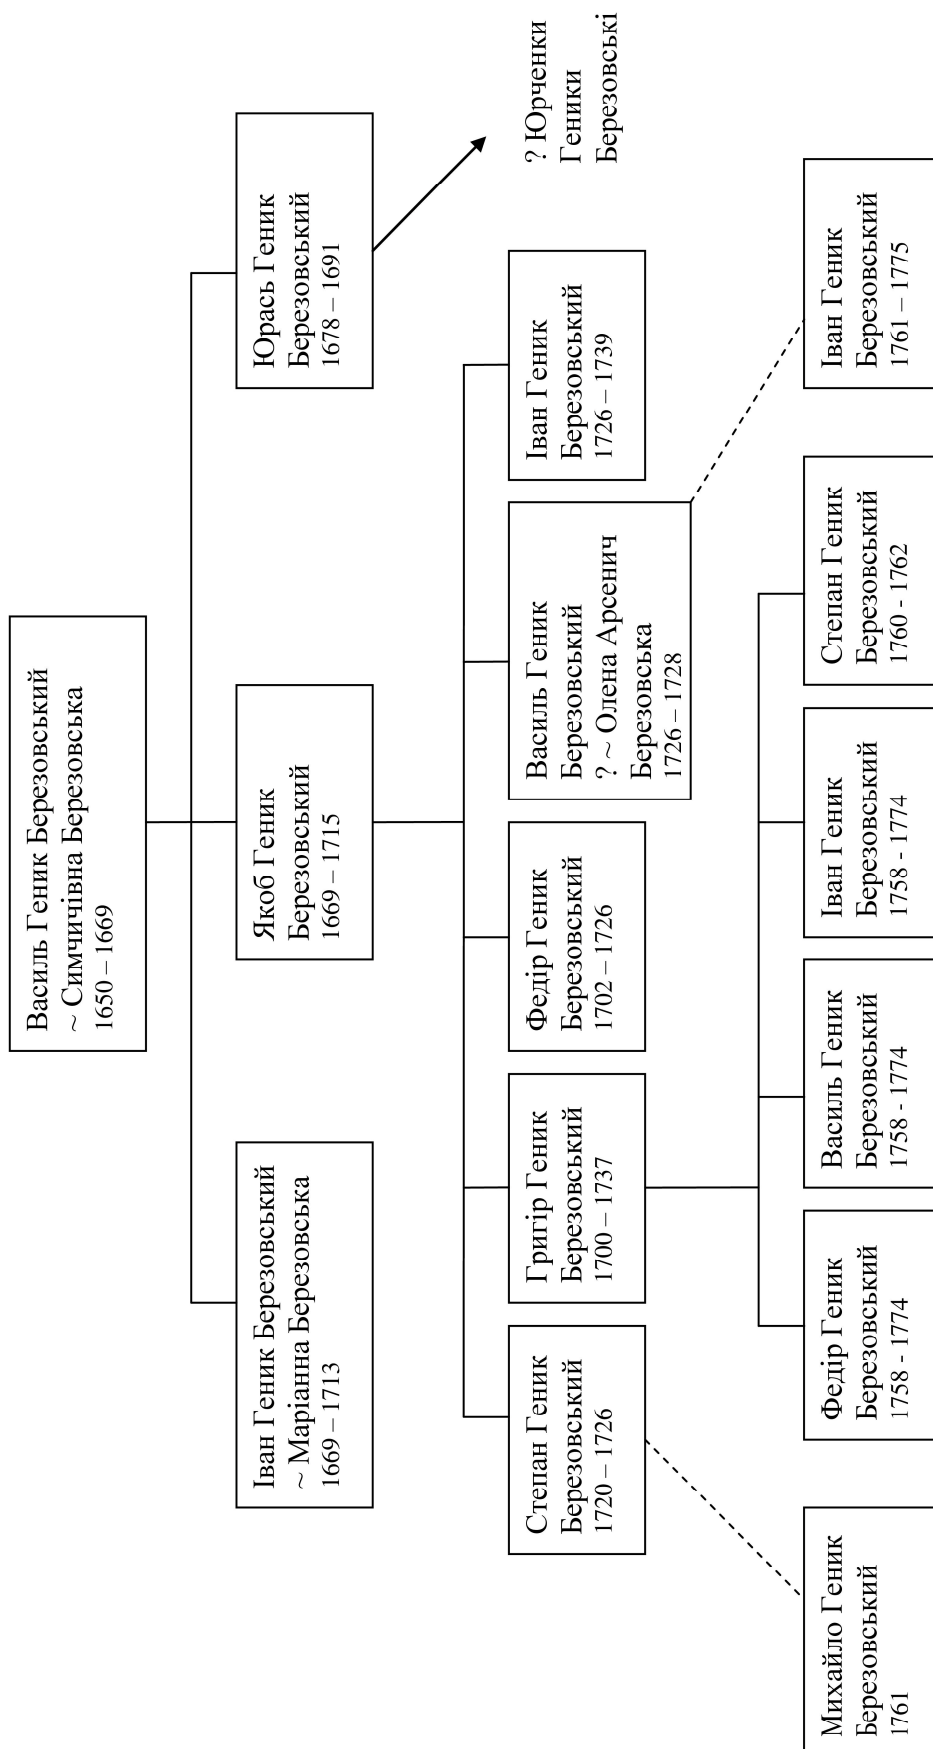 Василь Геник Березовський
~ Симчичівна Березовська
1650 – 1669
Іван Геник Березовський
~ Маріанна Березовська
1669 – 1713
Якоб Геник
Березовський
1669 – 1715
Юрась Геник
Березовський
1678 – 1691
Степан Геник
Березовський
1720 – 1726
Григір Геник
Березовський
1700 – 1737
Федір Геник
Березовський
1702 – 1726
Василь Геник
Березовський
? ~ Олена Арсенич
Березовська
1726 – 1728
Іван Геник
Березовський
1726 – 1739
? Юрченки
Геники
Березовські
Михайло Геник
Березовський
1761
Федір Геник
Березовський
1758 - 1774
Василь Геник
Березовський
1758 - 1774
Іван Геник
Березовський
1758 - 1774
Степан Геник
Березовський
1760 - 1762
Іван Геник
Березовський
1761 – 1775